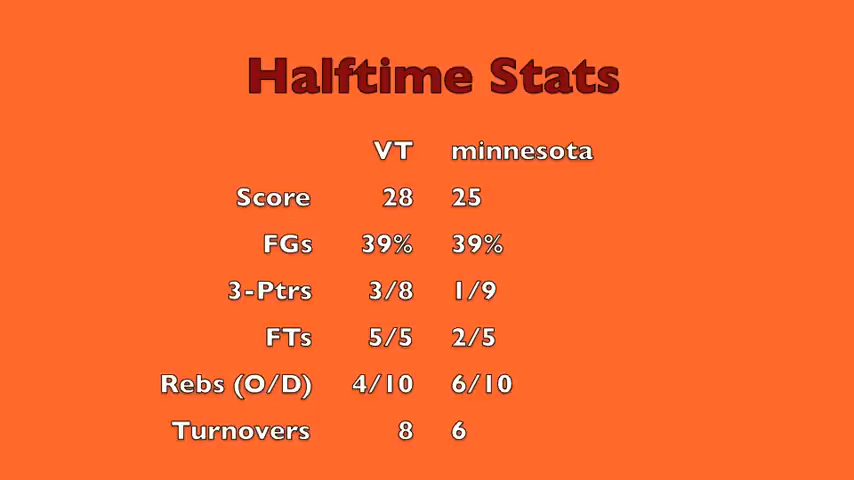 Halftime Stats
VT minnesota
Score 28 25
FGs 39% 39%
3-Ptrs 3/8 1/9
FTs 5/5 2/5
Rebs (O/D) 4/10 6/10
Turnovers 8 6